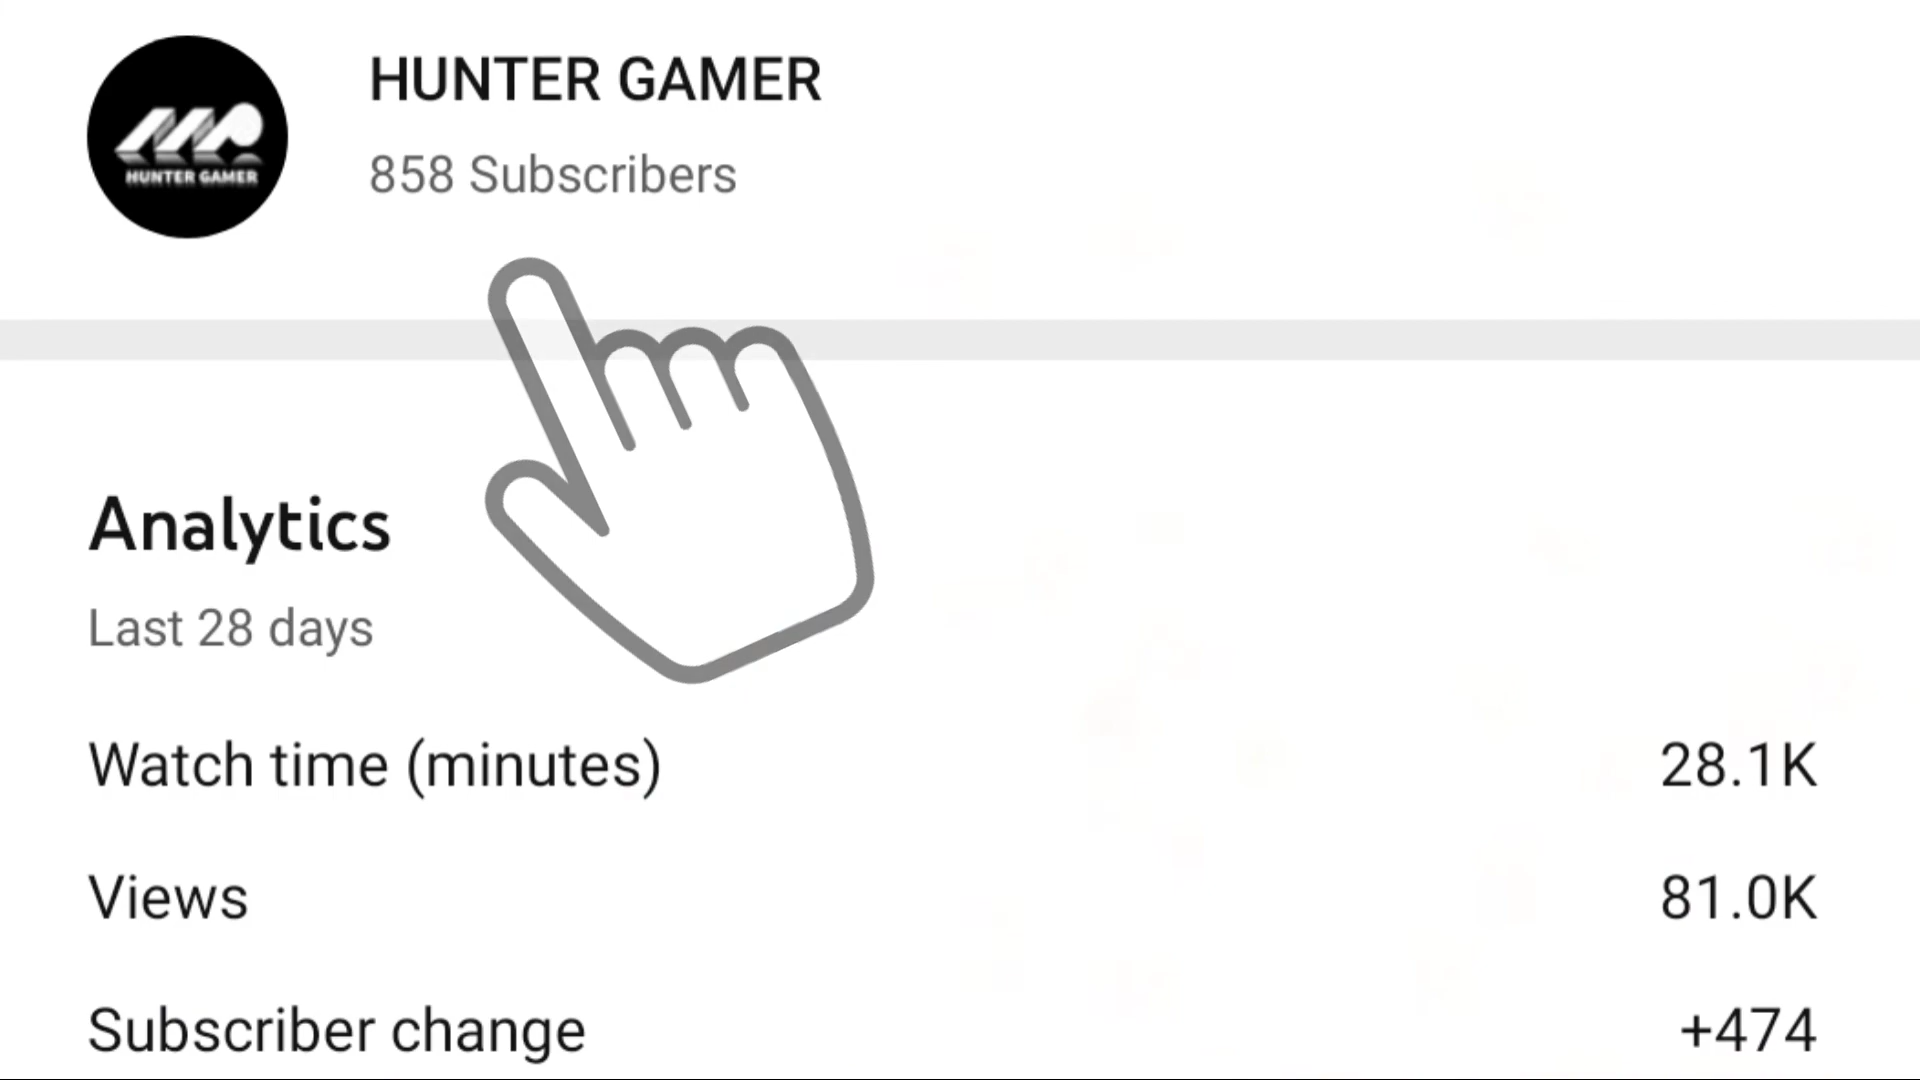 HUNTER GAMER
858 Subscribers
HUNTER GAMER
Analytics
Last 28 days
Watch time (minutes) 28.1K
Views 81.0K
Subscriber change +474